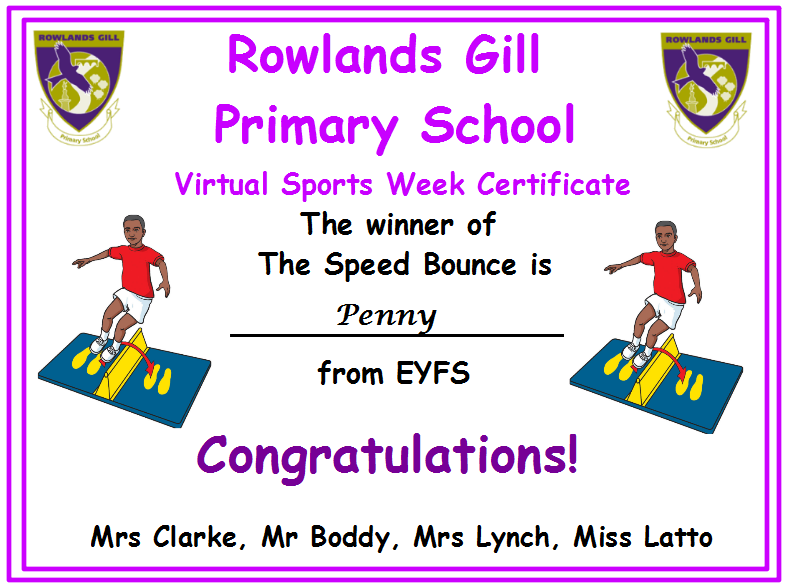 ROWLANDS GILL
Primary School
Rowlands Gill
Primary School
ROWLANDS GILL
Primary School
Virtual Sports Week Certificate
The winner of
The Speed Bounce is
Penny
from EYFS
Congratulations!
Mrs Clarke, Mr Boddy, Mrs Lynch, Miss Latto